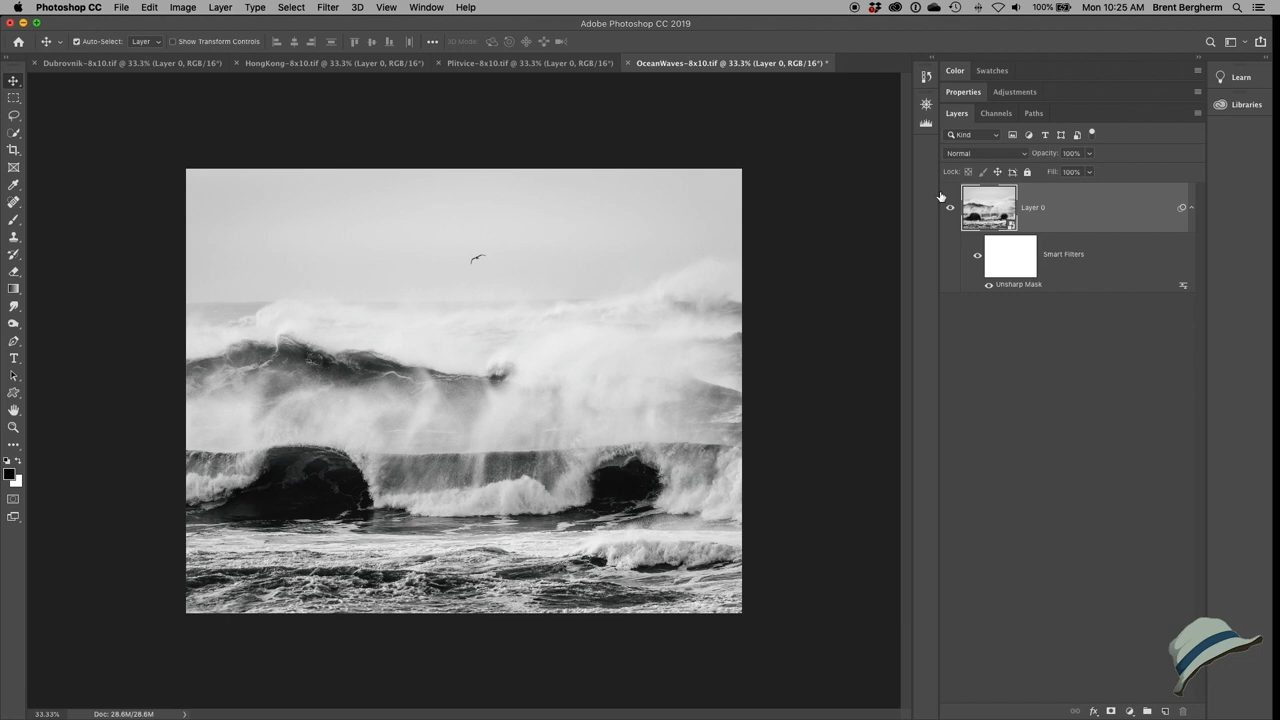 Photoshop CC File Edit Image Layer Type Select Filter 3D View Window Help 100% Mon 10:25 AM Brent Bergherm
Adobe Photoshop CC 2019
Auto-Select: Layer Show Transform Controls 3D Mode:
Dubrovnik-8x10.tif @ 33.3% (Layer 0, RGB/16*) HongKong-8x10.tif @ 33.3% (Layer 0, RGB/16*) Plitvice-8x10.tif @ 33.3% (Layer 0, RGB/16*) OceanWaves-8x10.tif @ 33.3% (Layer 0, RGB/16*) *
Color Swatches
Learn
Properties Adjustments
Libraries
Layers Channels Paths
Kind
Normal Opacity: 100%
Lock: Fill: 100%
Layer 0
Smart Filters
Unsharp Mask
33.33% Doc: 28.6M/28.6M